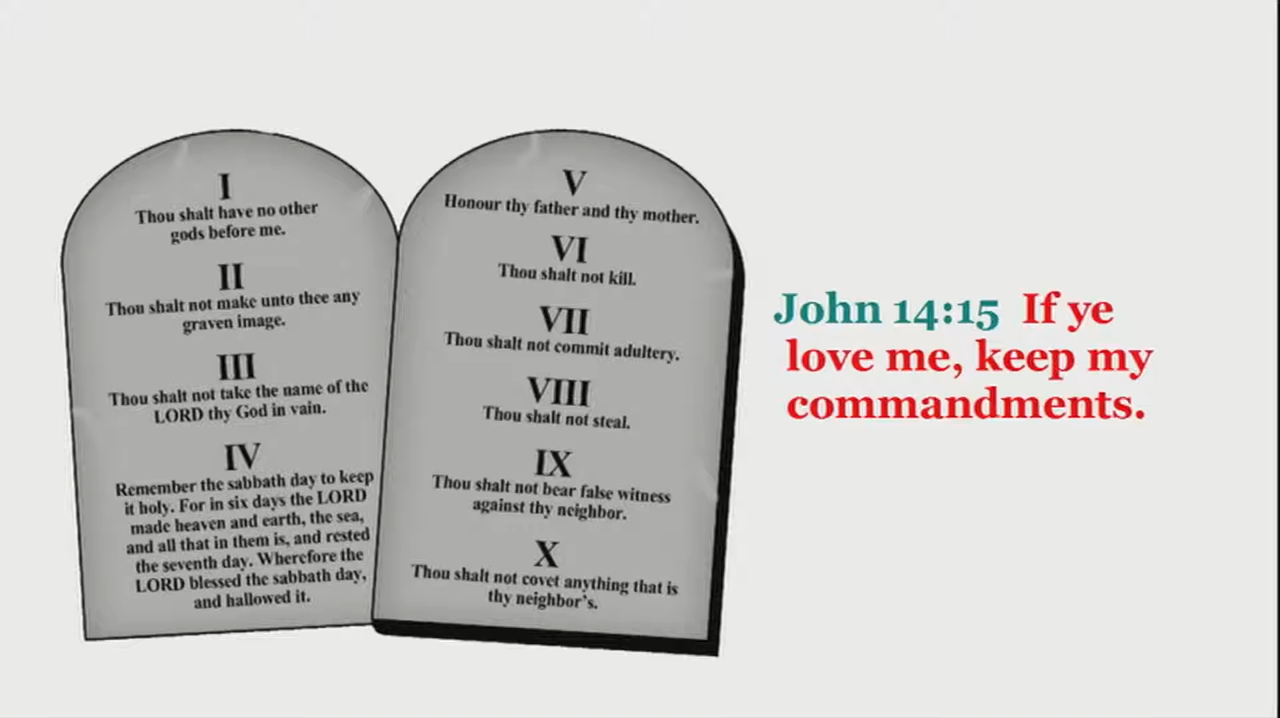 I
Thou shalt have no other
gods before me.
II
Thou shalt not make unto thee any
graven image.
III
Thou shalt not take the name of the
LORD thy God in vain.
IV
Remember the sabbath day to keep
it holy. For in six days the LORD
made heaven and earth, the sea,
and all that in them is, and rested
the seventh day. Wherefore the
LORD blessed the sabbath day,
and hallowed it.
V
Honour thy father and thy mother.
VI
Thou shalt not kill.
VII
Thou shalt not commit adultery.
VIII
Thou shalt not steal.
IX
Thou shalt not bear false witness
against thy neighbor.
X
Thou shalt not covet anything that is
thy neighbor's.
John 14:15 If ye
love me, keep my
commandments.